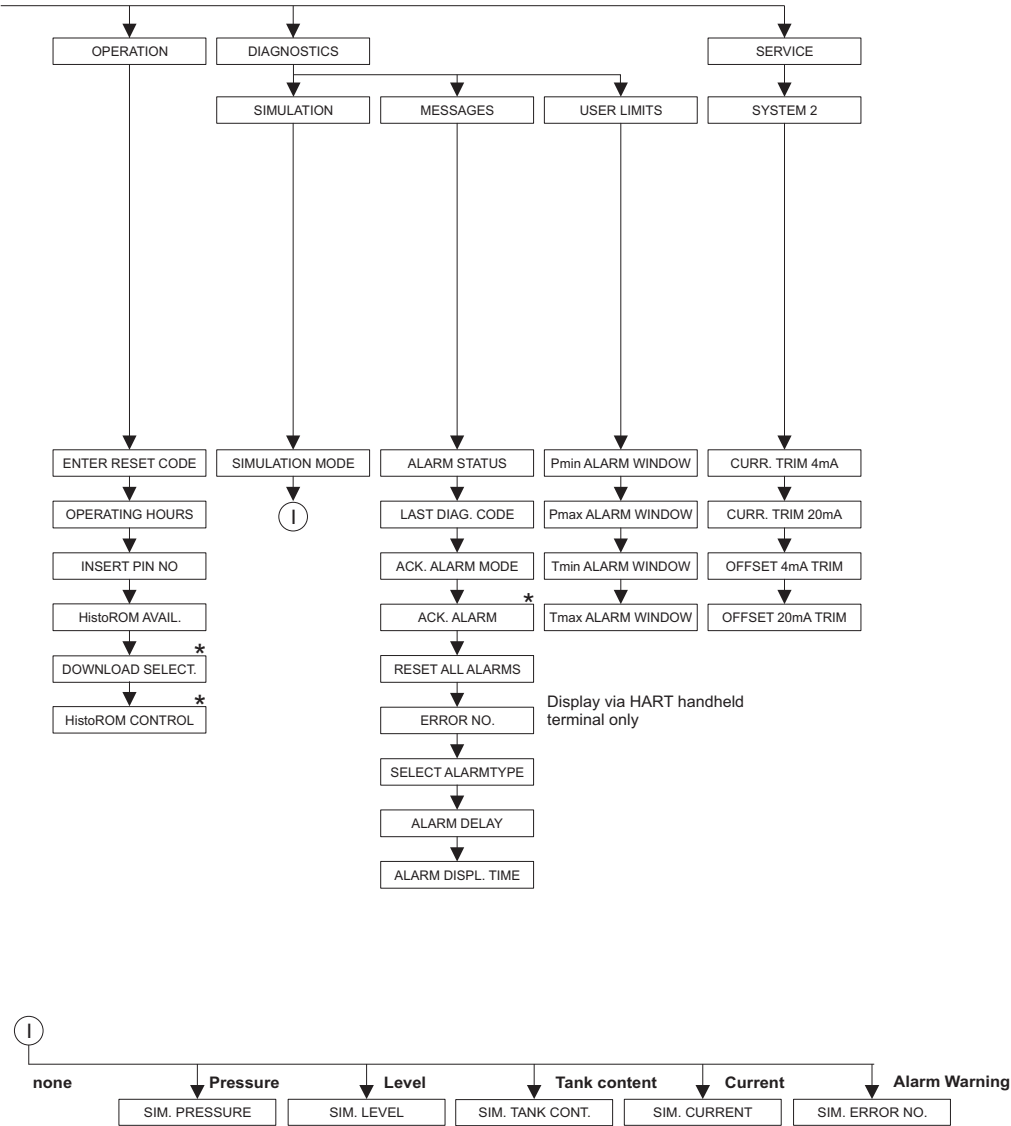 OPERATION DIAGNOSTICS SERVICE
SIMULATION MESSAGES USER LIMITS SYSTEM 2
ENTER RESET CODE SIMULATION MODE ALARM STATUS Pmin ALARM WINDOW CURR. TRIM 4mA
OPERATING HOURS I LAST DIAG. CODE Pmax ALARM WINDOW CURR. TRIM 20mA
INSERT PIN NO ACK. ALARM MODE Tmin ALARM WINDOW OFFSET 4mA TRIM
*
HistoROM AVAIL. ACK. ALARM Tmax ALARM WINDOW OFFSET 20mA TRIM
*
DOWNLOAD SELECT. RESET ALL ALARMS
*
HistoROM CONTROL ERROR NO. Display via HART handheld
terminal only
SELECT ALARMTYPE
ALARM DELAY
ALARM DISPL. TIME
I
none Pressure Level Tank content Current Alarm Warning
SIM. PRESSURE SIM. LEVEL SIM. TANK CONT. SIM. CURRENT SIM. ERROR NO.